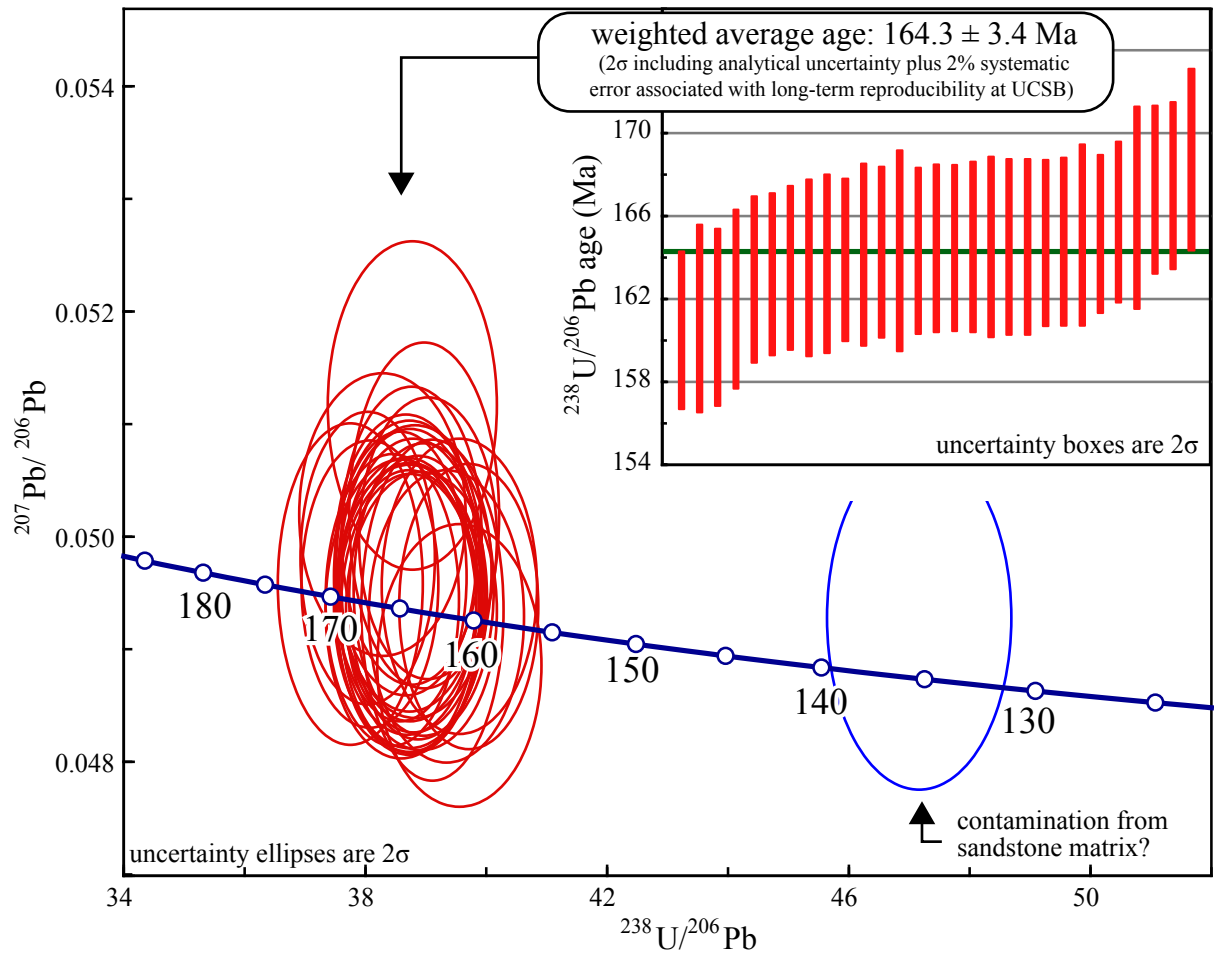 weighted average age: 164.3 ± 3.4 Ma
(2σ including analytical uncertainty plus 2% systematic
error associated with long-term reproducibility at UCSB)
0.054
0.052
0.050
0.048
²⁰⁷Pb/ ²⁰⁶Pb
170
166
162
158
154
²³⁸U/²⁰⁶Pb age (Ma)
uncertainty boxes are 2σ
180
170
160
150
140
130
contamination from
sandstone matrix?
uncertainty ellipses are 2σ
34
38
42
46
50
²³⁸U/²⁰⁶Pb